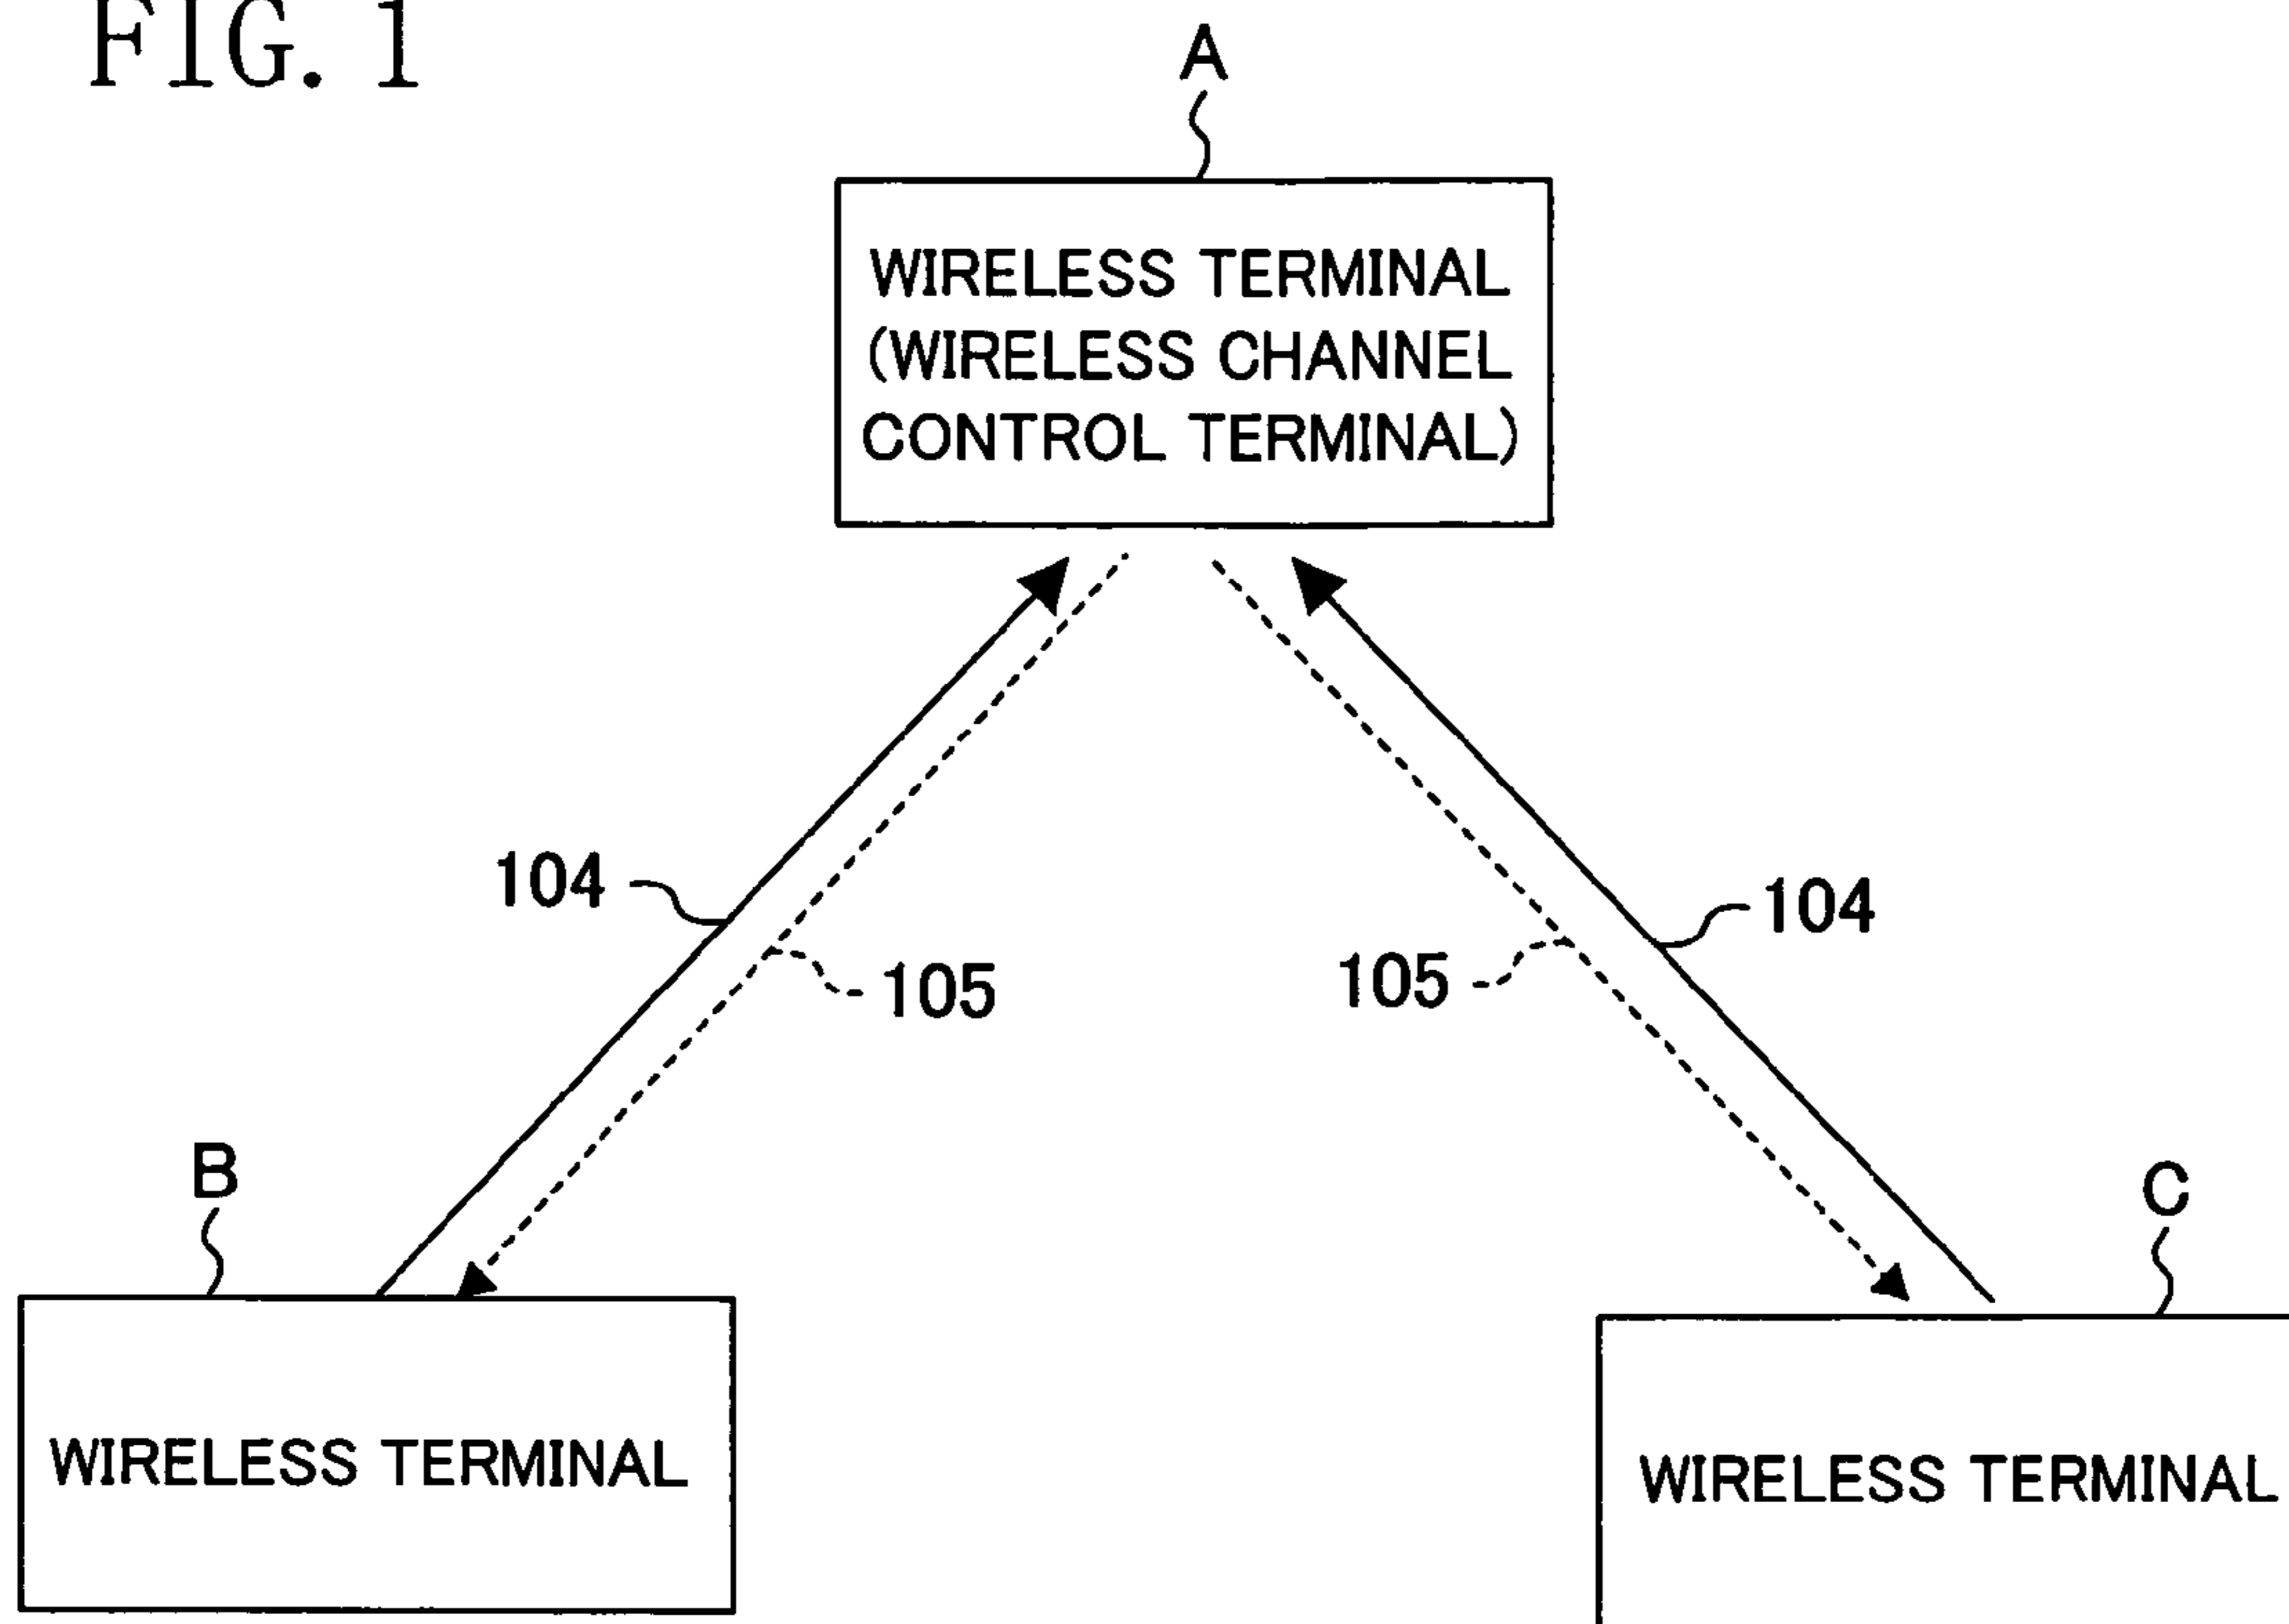 FIG. 1
A
WIRELESS TERMINAL
(WIRELESS CHANNEL
CONTROL TERMINAL)
104
104
105
105
B
C
WIRELESS TERMINAL
WIRELESS TERMINAL